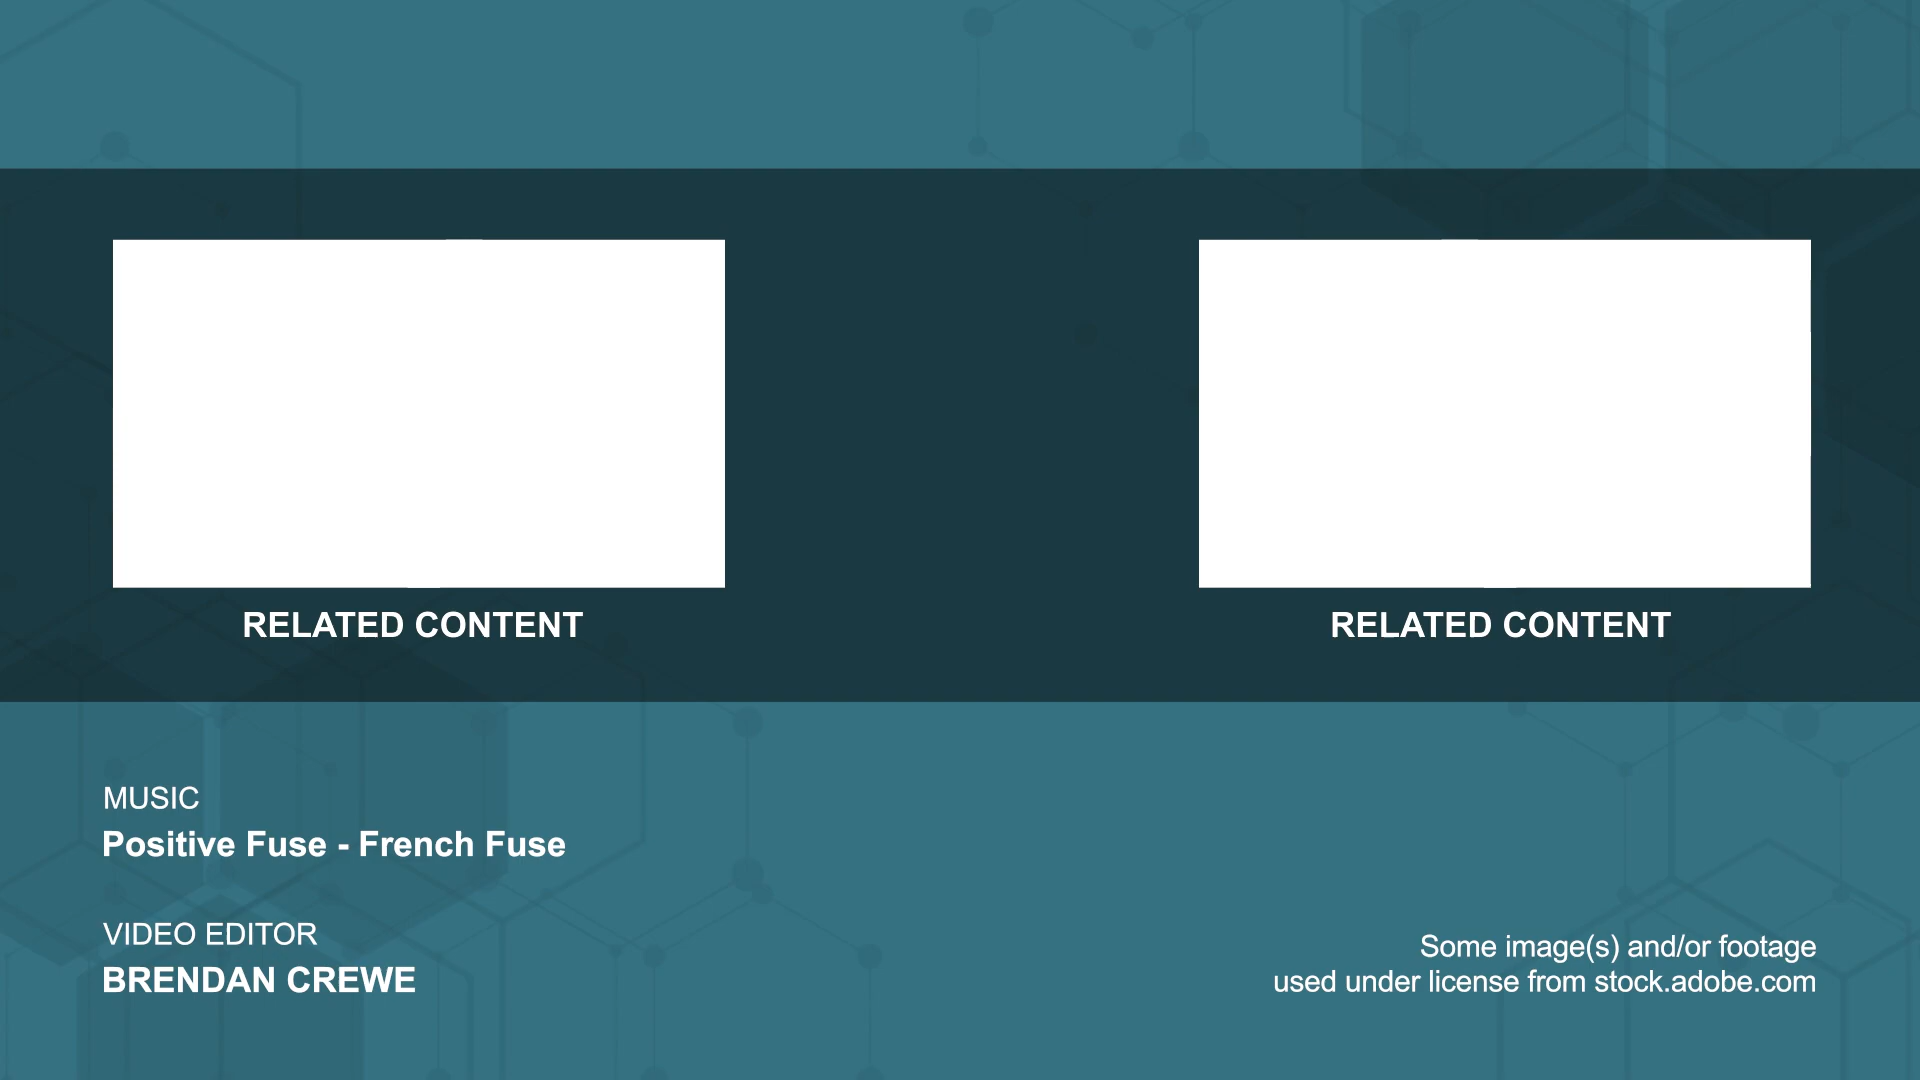 RELATED CONTENT
RELATED CONTENT
MUSIC
Positive Fuse - French Fuse
VIDEO EDITOR
BRENDAN CREWE
Some image(s) and/or footage
used under license from stock.adobe.com